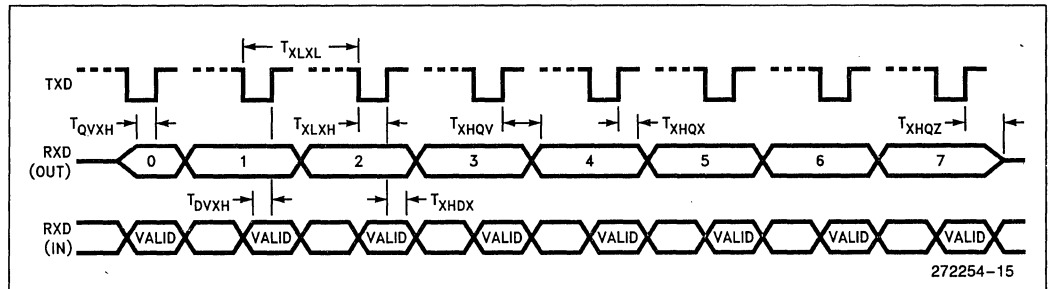 TXLXL
TXD
TQVXH
TXLXH
TXHQV
TXHQX
TXHQZ
RXD
(OUT)
0 1 2 3 4 5 6 7
TDVXH
TXHDX
RXD
(IN)
VALID VALID VALID VALID VALID VALID VALID VALID
272254-15